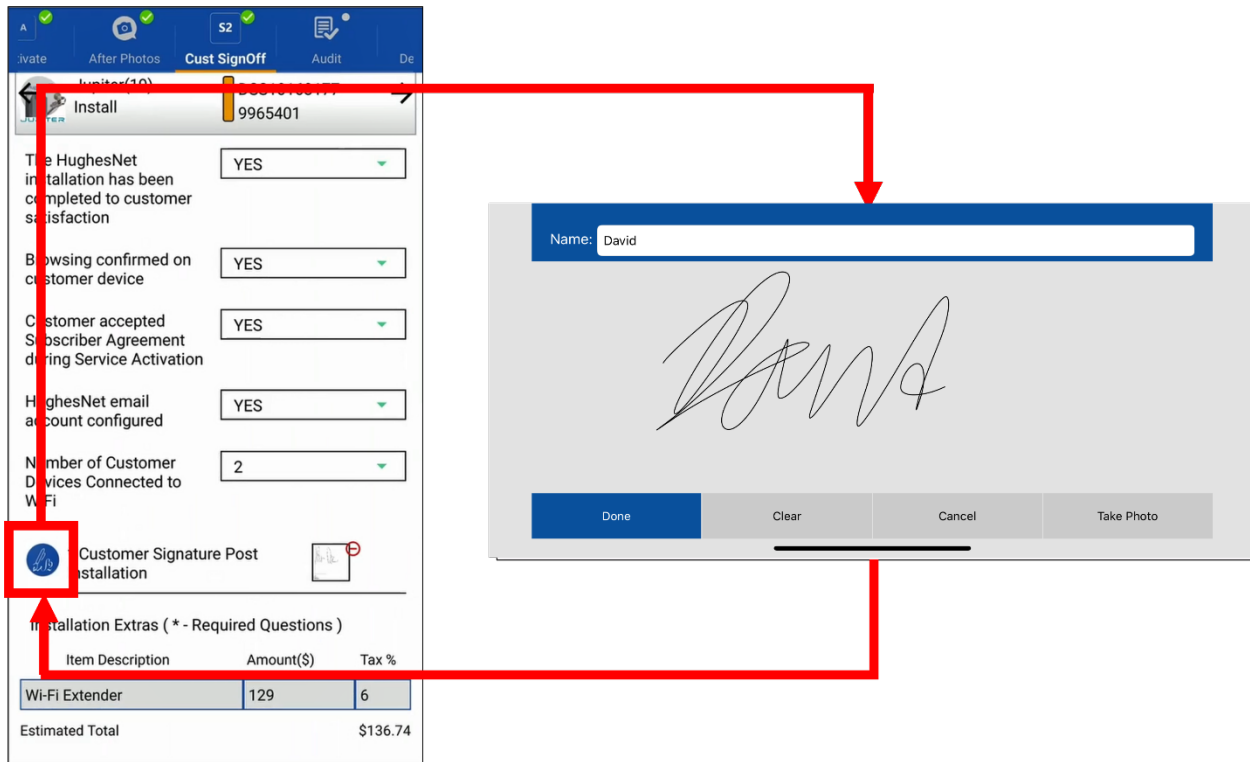 A
S2
After Photos
Cust SignOff
Audit
De
Install
9965401
JUPITER
The HughesNet
installation has been
completed to customer
satisfaction
YES
Browsing confirmed on
customer device
YES
Customer accepted
Subscriber Agreement
during Service Activation
YES
HughesNet email
account configured
YES
Number of Customer
Devices Connected to
WiFi
2
Customer Signature Post
Installation
Installation Extras ( * - Required Questions )
Item Description Amount($) Tax %
Wi-Fi Extender 129 6
Estimated Total $136.74
Name: David
David
Done Clear Cancel Take Photo